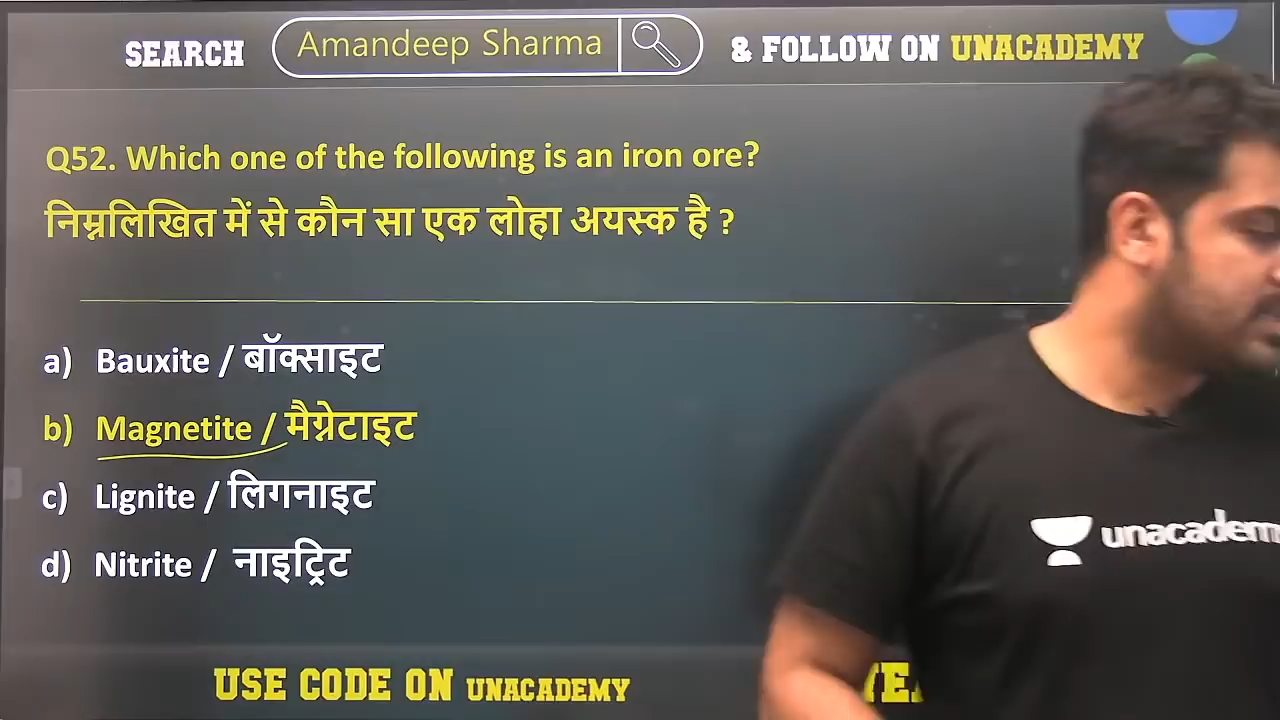 SEARCH Amandeep Sharma & FOLLOW ON UNACADEMY
Q52. Which one of the following is an iron ore?
निम्नलिखित में से कौन सा एक लोहा अयस्क है ?
a) Bauxite / बॉक्साइट
b) Magnetite / मैग्नेटाइट
c) Lignite / लिगनाइट
d) Nitrite / नाइट्रिट
unacadem
USE CODE ON UNACADEMY